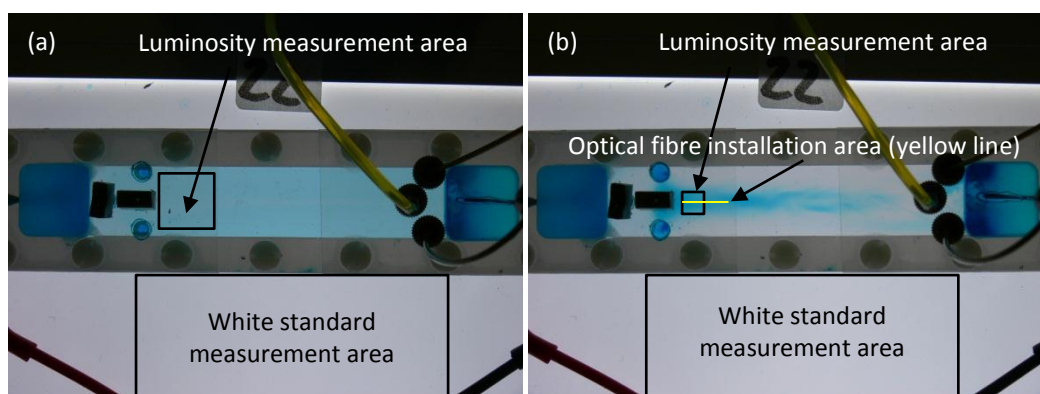 (a)
Luminosity measurement area
22
White standard
measurement area
(b)
Luminosity measurement area
22
Optical fibre installation area (yellow line)
White standard
measurement area